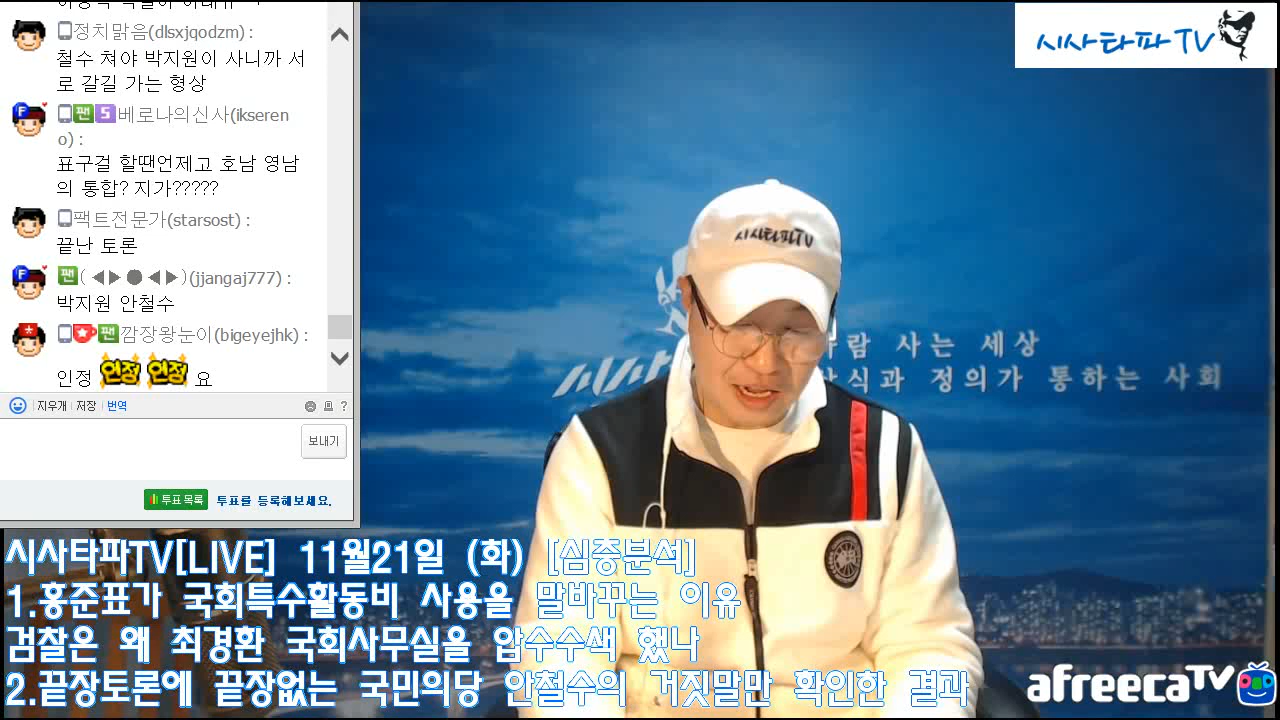 정치맑음(dlsxjqodzm) :
철수 쳐야 박지원이 사니까 서
로 갈길 가는 형상
팬 S 베로나의신사(ikseren
o) :
표구걸 할땐언제고 호남 영남
의 통합? 지가?????
팩트전문가(starsost) :
끝난 토론
팬(◀▶●◀▶)(jjangaj777) :
박지원 안철수
팬 깜장왕눈이(bigeyejhk) :
인정 인정 인정 요
지우개 저장 번역 ?
보내기
투표목록 투표를 등록해보세요.
시사타파TV
시사타파TV
사람 사는 세상
상식과 정의가 통하는 사회
시사타파TV[LIVE] 11월21일 (화) [심층분석]
1.홍준표가 국회특수활동비 사용을 말바꾸는 이유
검찰은 왜 최경환 국회사무실을 압수수색 했나
2.끝장토론에 끝장없는 국민의당 안철수의 거짓말만 확인한 결과
afreecaTV